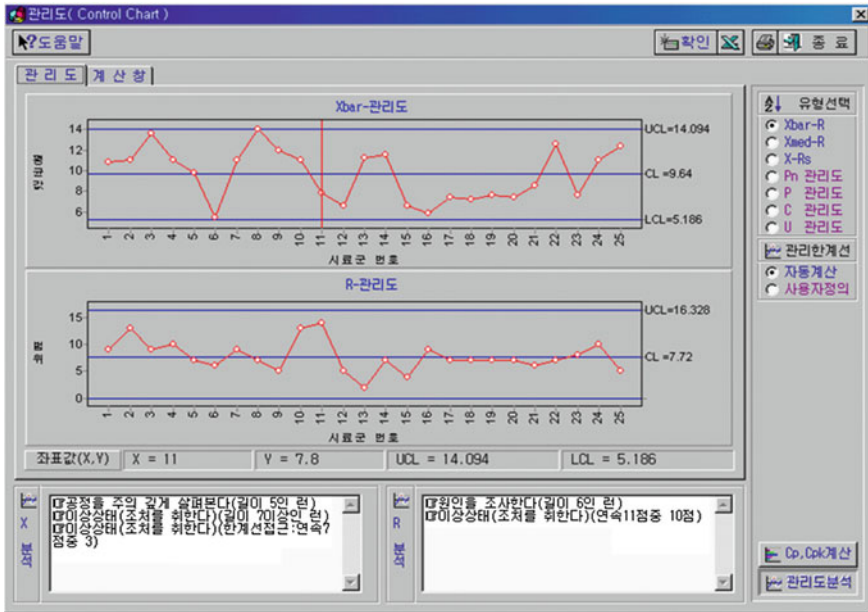 관리도( Control Chart )
?도움말
확인
종 료
관 리 도
계 산 창
Xbar-관리도
평균값
14
12
10
8
6
UCL=14.094
CL =9.64
LCL=5.186
1 2 3 4 5 6 7 8 9 10 11 12 13 14 15 16 17 18 19 20 21 22 23 24 25
시료군 번호
R-관리도
범위
15
10
5
0
UCL=16.328
CL =7.72
1 2 3 4 5 6 7 8 9 10 11 12 13 14 15 16 17 18 19 20 21 22 23 24 25
시료군 번호
좌표값(X,Y) X = 11 Y = 7.8 UCL = 14.094 LCL = 5.186
X 분석
☞공정을 주의 깊게 살펴본다(길이 5인 런)
☞이상상태(조처를 취한다)(길이 7이상인 런)
☞이상상태(조처를 취한다)(한계선접근:연속7
점중 3)
R 분석
☞원인을 조사한다(길이 6인 런)
☞이상상태(조처를 취한다)(연속11점중 10점)
유형선택
Xbar-R
Xmed-R
X-Rs
Pn 관리도
P 관리도
C 관리도
U 관리도
관리한계선
자동계산
사용자정의
Cp,Cpk계산
관리도분석